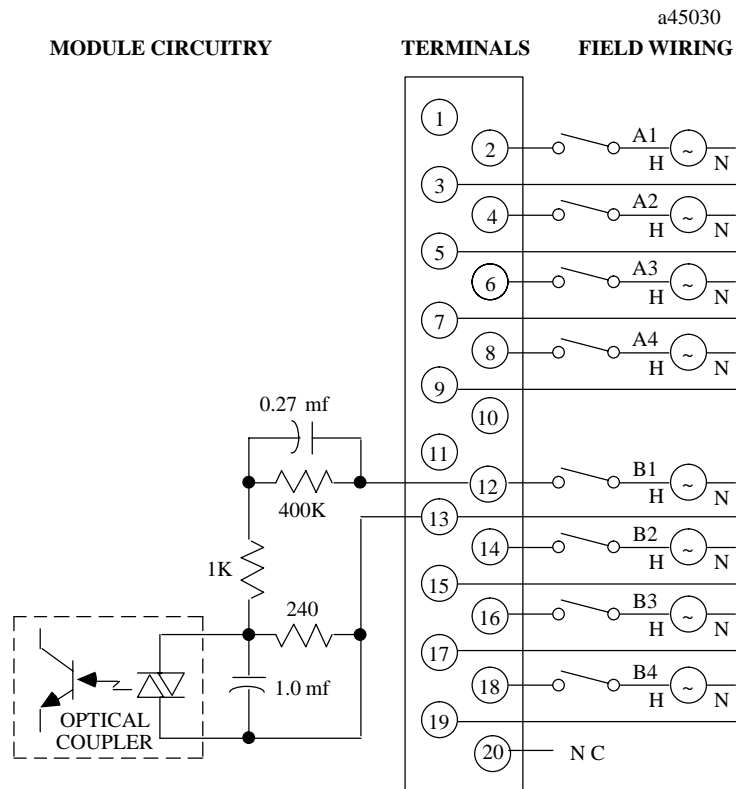 a45030
MODULE CIRCUITRY TERMINALS FIELD WIRING
1
2 A1 H ~ N
3
4 A2 H ~ N
5
6 A3 H ~ N
7
8 A4 H ~ N
9
0.27 mf
10
11
400K
12 B1 H ~ N
13
14 B2 H ~ N
1K
15
240
16 B3 H ~ N
17
1.0 mf
18 B4 H ~ N
OPTICAL
COUPLER
19
20 N C